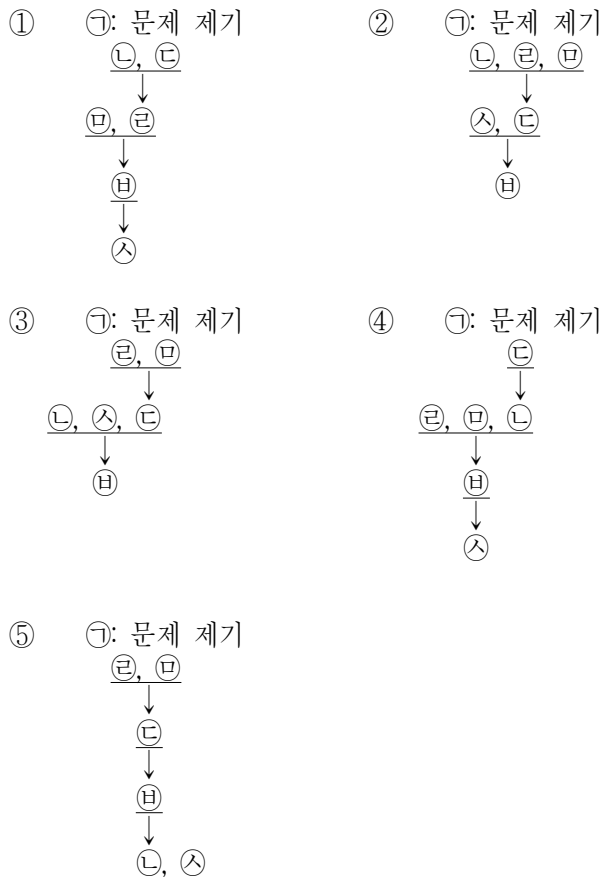 ① ㉠: 문제 제기
㉡, ㉢
㉤, ㉣
㉥
㉦
② ㉠: 문제 제기
㉡, ㉣, ㉤
㉦, ㉢
㉥
③ ㉠: 문제 제기
㉣, ㉤
㉡, ㉦, ㉢
㉥
④ ㉠: 문제 제기
㉢
㉣, ㉤, ㉡
㉥
㉦
⑤ ㉠: 문제 제기
㉣, ㉤
㉢
㉥
㉡, ㉦